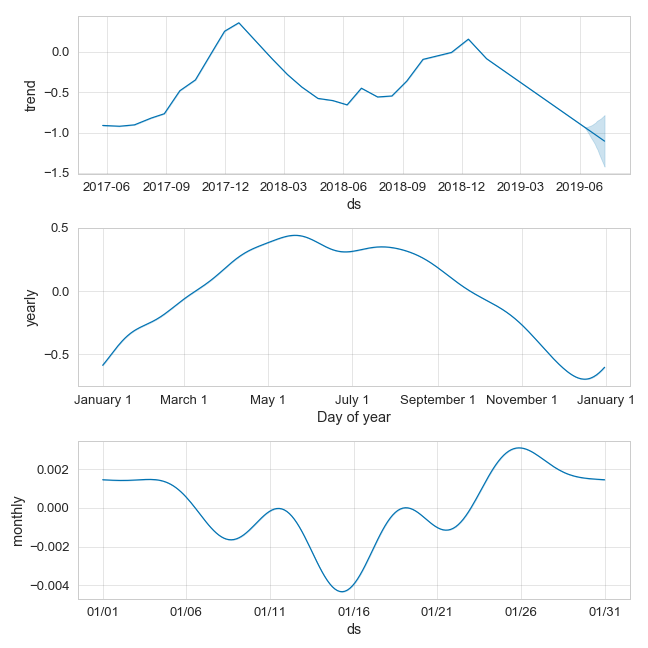 trend
0.0
−0.5
−1.0
−1.5
2017-06 2017-09 2017-12 2018-03 2018-06 2018-09 2018-12 2019-03 2019-06
ds
yearly
0.5
0.0
−0.5
January 1 March 1 May 1 July 1 September 1 November 1 January 1
Day of year
monthly
0.002
0.000
−0.002
−0.004
01/01 01/06 01/11 01/16 01/21 01/26 01/31
ds